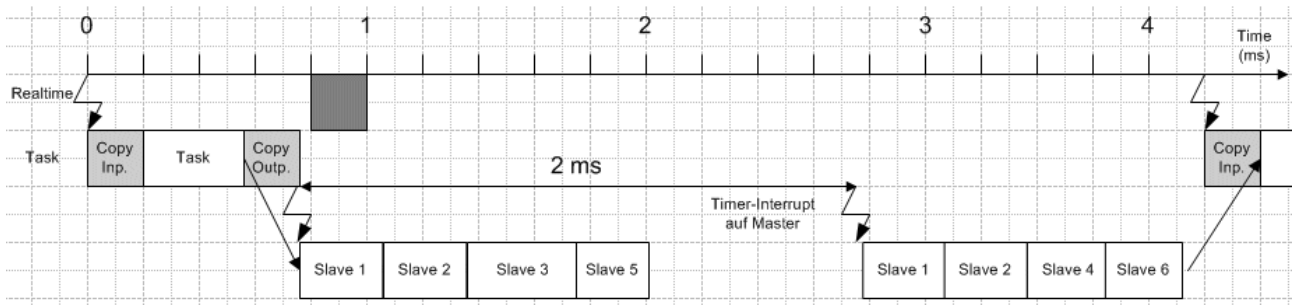 0 1 2 3 4
Time
(ms)
Realtime
Task
Copy
Inp.
Task
Copy
Outp.
2 ms
Copy
Inp.
Timer-Interrupt
auf Master
Slave 1 Slave 2 Slave 3 Slave 5 Slave 1 Slave 2 Slave 4 Slave 6